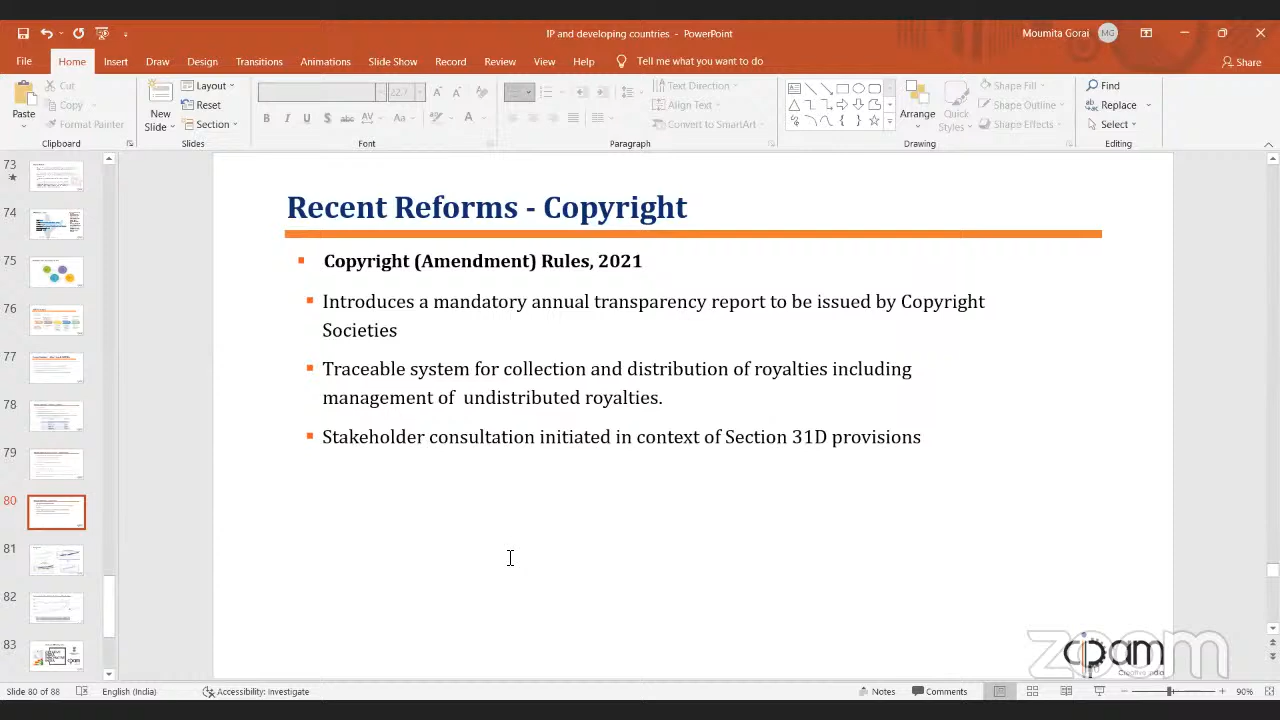 IP and developing countries - PowerPoint
Moumita Gorai MG
File Home Insert Draw Design Transitions Animations Slide Show Record Review View Help Tell me what you want to do Share
Paste Cut Copy Format Painter
Clipboard
New Slide Layout Reset Section
Slides
22.7
Font
Text Direction Align Text Convert to SmartArt
Paragraph
Arrange Quick Styles Shape Fill Shape Outline Shape Effects
Drawing
Find Replace Select
Editing
73
74
75
76
77
78
79
80
81
82
83
Recent Reforms - Copyright
Copyright (Amendment) Rules, 2021
Introduces a mandatory annual transparency report to be issued by Copyright
Societies
Traceable system for collection and distribution of royalties including
management of undistributed royalties.
Stakeholder consultation initiated in context of Section 31D provisions
cipam
Creative India
zoom
Slide 80 of 88 English (India) Accessibility: Investigate Notes Comments 90%